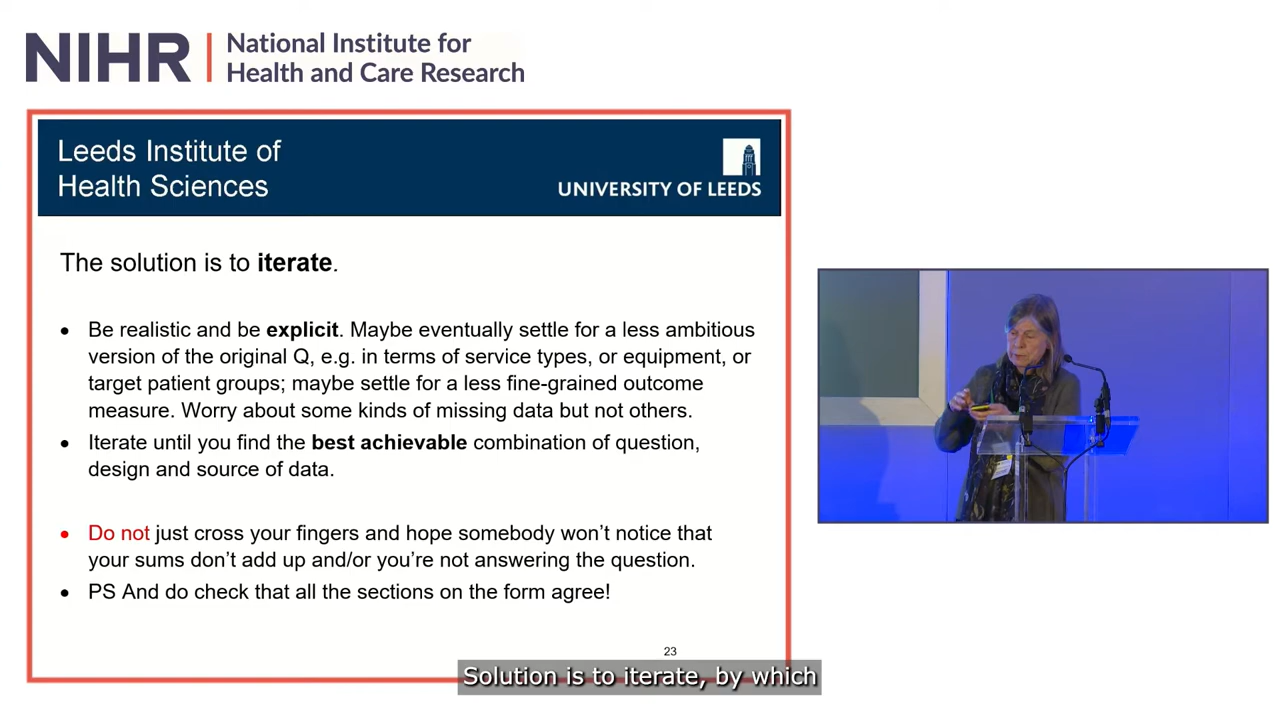 NIHR | National Institute for
Health and Care Research
Leeds Institute of
Health Sciences
UNIVERSITY OF LEEDS
The solution is to iterate.
• Be realistic and be explicit. Maybe eventually settle for a less ambitious
version of the original Q, e.g. in terms of service types, or equipment, or
target patient groups; maybe settle for a less fine-grained outcome
measure. Worry about some kinds of missing data but not others.
• Iterate until you find the best achievable combination of question,
design and source of data.
• Do not just cross your fingers and hope somebody won’t notice that
your sums don’t add up and/or you’re not answering the question.
• PS And do check that all the sections on the form agree!
23
Solution is to iterate, by which